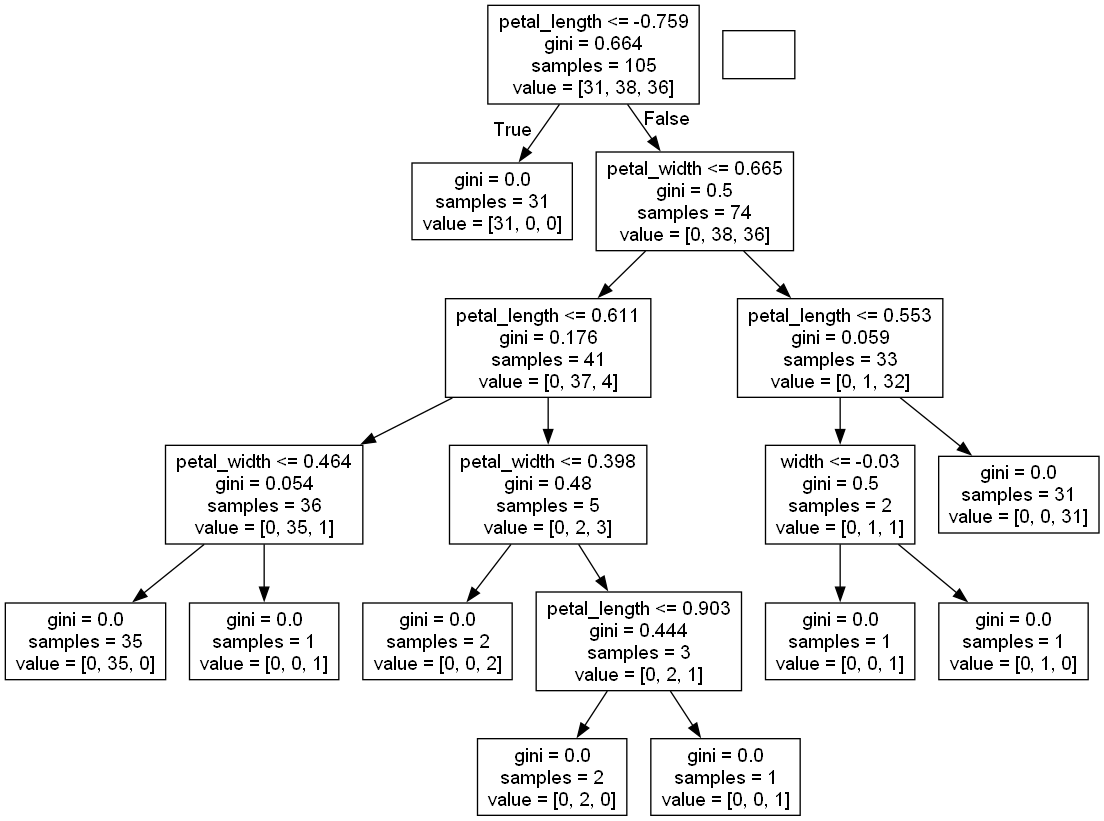 petal_length <= -0.759
gini = 0.664
samples = 105
value = [31, 38, 36]
True
False
gini = 0.0
samples = 31
value = [31, 0, 0]
petal_width <= 0.665
gini = 0.5
samples = 74
value = [0, 38, 36]
petal_length <= 0.611
gini = 0.176
samples = 41
value = [0, 37, 4]
petal_length <= 0.553
gini = 0.059
samples = 33
value = [0, 1, 32]
petal_width <= 0.464
gini = 0.054
samples = 36
value = [0, 35, 1]
petal_width <= 0.398
gini = 0.48
samples = 5
value = [0, 2, 3]
width <= -0.03
gini = 0.5
samples = 2
value = [0, 1, 1]
gini = 0.0
samples = 31
value = [0, 0, 31]
gini = 0.0
samples = 35
value = [0, 35, 0]
gini = 0.0
samples = 1
value = [0, 0, 1]
gini = 0.0
samples = 2
value = [0, 0, 2]
petal_length <= 0.903
gini = 0.444
samples = 3
value = [0, 2, 1]
gini = 0.0
samples = 1
value = [0, 0, 1]
gini = 0.0
samples = 1
value = [0, 1, 0]
gini = 0.0
samples = 2
value = [0, 2, 0]
gini = 0.0
samples = 1
value = [0, 0, 1]